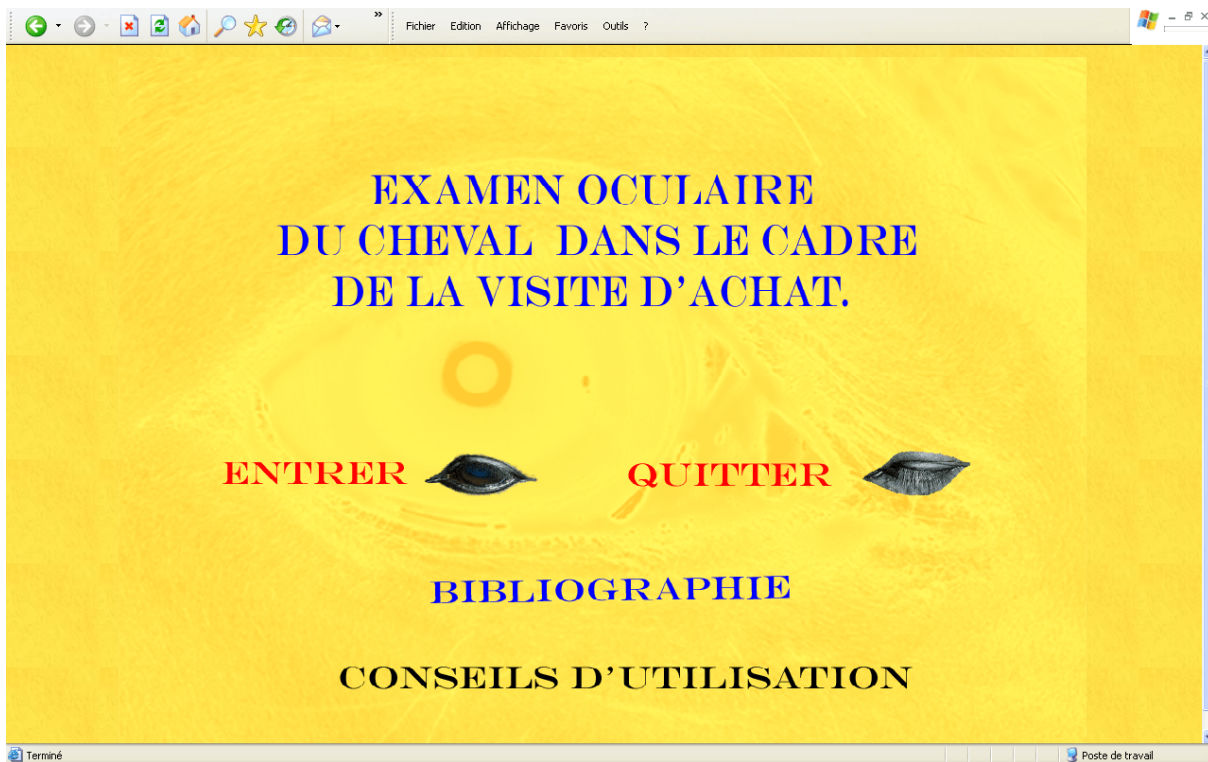 » Fichier Edition Affichage Favoris Outils ?
EXAMEN OCULAIRE
DU CHEVAL DANS LE CADRE
DE LA VISITE D'ACHAT.
ENTRER QUITTER
BIBLIOGRAPHIE
CONSEILS D'UTILISATION
Terminé Poste de travail